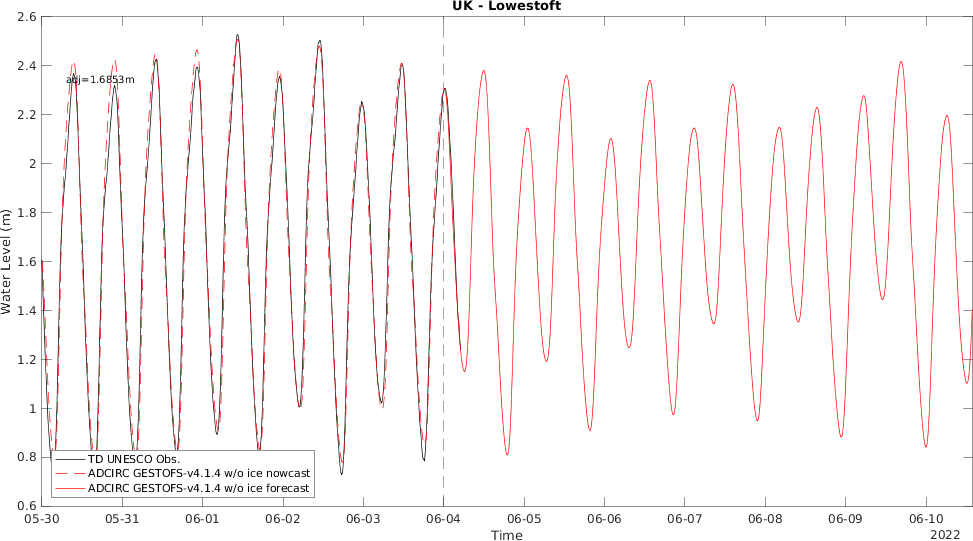 UK - Lowestoft
2.6
2.4
2.2
2
1.8
1.6
1.4
1.2
1
0.8
0.6
Water Level (m)
adj=1.6853m
TD UNESCO Obs.
ADCIRC GESTOFS-v4.1.4 w/o ice nowcast
ADCIRC GESTOFS-v4.1.4 w/o ice forecast
05-30 05-31 06-01 06-02 06-03 06-04 06-05 06-06 06-07 06-08 06-09 06-10
Time
2022